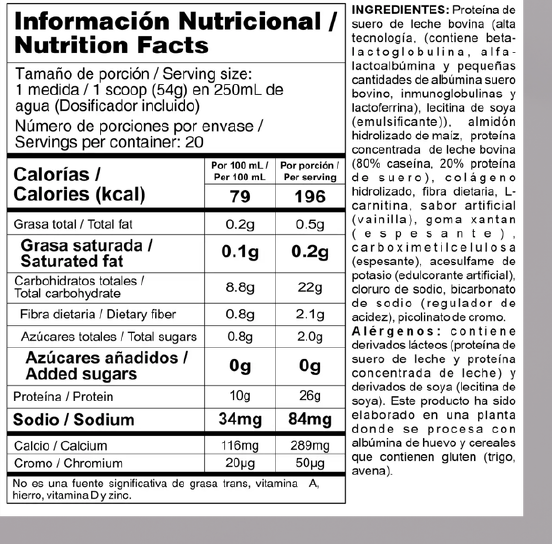 Información Nutricional /
Nutrition Facts
Tamaño de porción / Serving size:
1 medida / 1 scoop (54g) en 250mL de
agua (Dosificador incluido)
Número de porciones por envase /
Servings per container: 20
Calorías /
Calories (kcal)
Por 100 mL /
Per 100 mL
Por porción /
Per serving
79 196
Grasa total / Total fat 0.2g 0.5g
Grasa saturada /
Saturated fat 0.1g 0.2g
Carbohidratos totales /
Total carbohydrate 8.8g 22g
Fibra dietaria / Dietary fiber 0.8g 2.1g
Azúcares totales / Total sugars 0.8g 2.0g
Azúcares añadidos /
Added sugars 0g 0g
Proteína / Protein 10g 26g
Sodio / Sodium 34mg 84mg
Calcio / Calcium 116mg 289mg
Cromo / Chromium 20µg 50µg
No es una fuente significativa de grasa trans, vitamina A,
hierro, vitamina D y zinc.
INGREDIENTES: Proteína de
suero de leche bovina (alta
tecnología, (contiene beta-
lactoglobulina, alfa-
lactoalbúmina y pequeñas
cantidades de albúmina suero
bovino, inmunoglobulinas y
lactoferrina), lecitina de soya
(emulsificante)), almidón
hidrolizado de maíz, proteína
concentrada de leche bovina
(80% caseína, 20% proteína
de suero), colágeno
hidrolizado, fibra dietaria, L-
carnitina, sabor artificial
(vainilla), goma xantan
(espesante),
carboximetilcelulosa
(espesante), acesulfame de
potasio (edulcorante artificial),
cloruro de sodio, bicarbonato
de sodio (regulador de
acidez), picolinato de cromo.
Alérgenos: contiene
derivados lácteos (proteína de
suero de leche y proteína
concentrada de leche) y
derivados de soya (lecitina de
soya). Este producto ha sido
elaborado en una planta
donde se procesa con
albúmina de huevo y cereales
que contienen gluten (trigo,
avena).